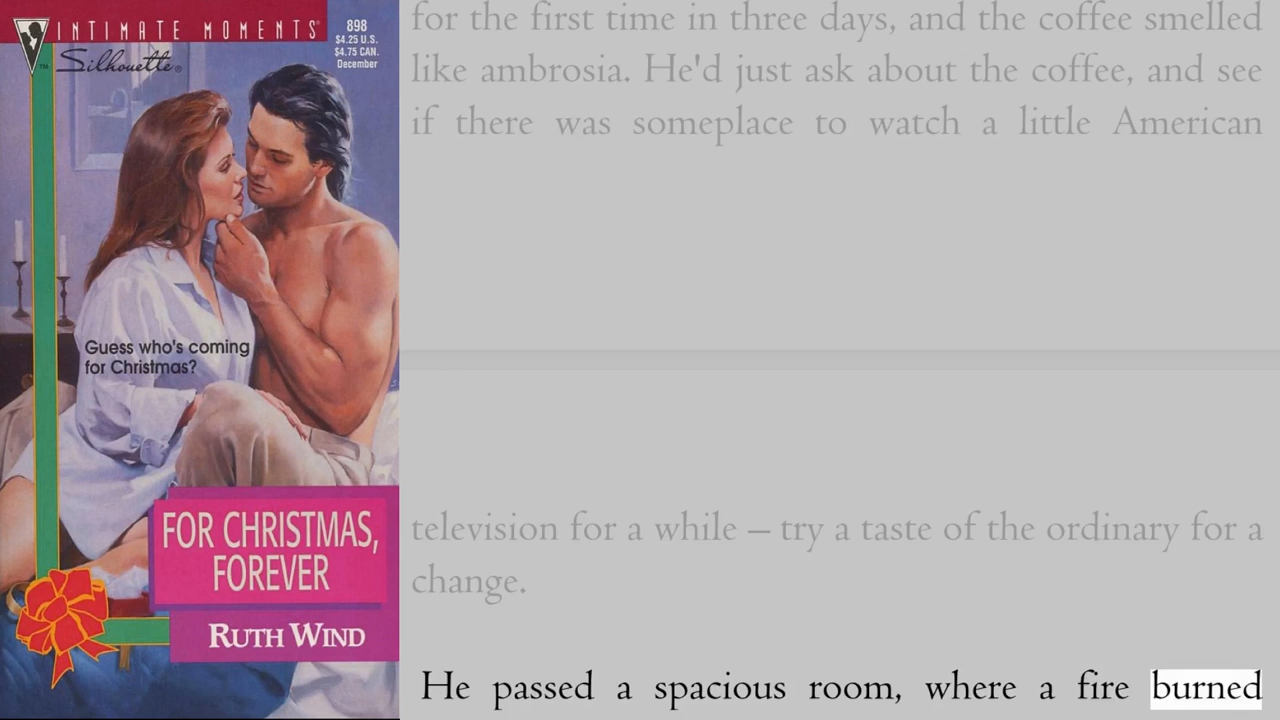 INTIMATE MOMENTS®
Silhouette®
TM
898
$4.25 U.S.
$4.75 CAN.
December
Guess who's coming
for Christmas?
FOR CHRISTMAS,
FOREVER
RUTH WIND
for the first time in three days, and the coffee smelled
like ambrosia. He'd just ask about the coffee, and see
if there was someplace to watch a little American
television for a while – try a taste of the ordinary for a
change.
He passed a spacious room, where a fire burned